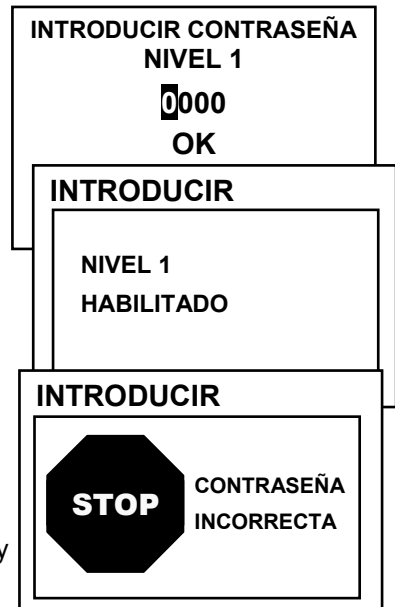 INTRODUCIR CONTRASEÑA
NIVEL 1
0000
OK
INTRODUCIR
NIVEL 1
HABILITADO
INTRODUCIR
STOP
CONTRASEÑA
INCORRECTA
y